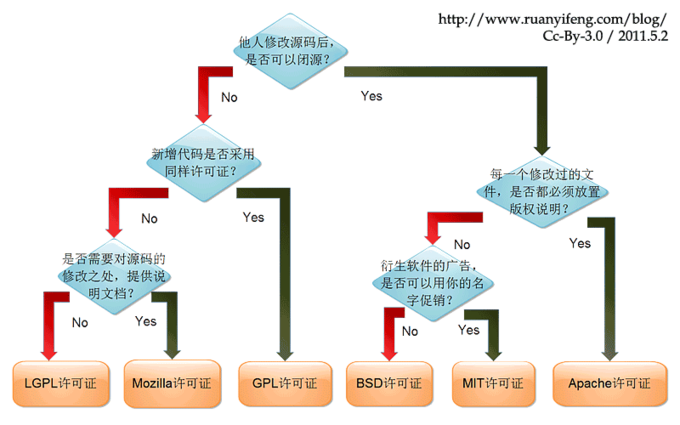 http://www.ruanyifeng.com/blog/
Cc-By-3.0 / 2011.5.2
他人修改源码后，
是否可以闭源？
No
Yes
新增代码是否采用
同样许可证？
每一个修改过的文
件，是否都必须放置
版权说明？
No
Yes
No
Yes
是否需要对源码的
修改之处，提供说
明文档？
衍生软件的广告，
是否可以用你的名
字促销？
No
Yes
No
Yes
LGPL许可证
Mozilla许可证
GPL许可证
BSD许可证
MIT许可证
Apache许可证